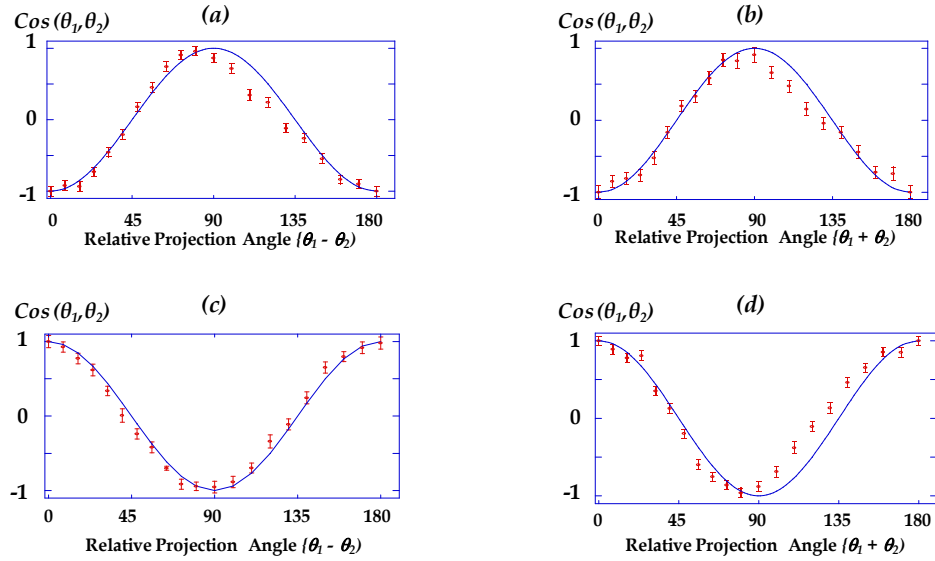 Cos (θ1,θ2)
(a)
1
0
-1
0 45 90 135 180
Relative Projection Angle {θ1 - θ2)
Cos (θ1,θ2)
(b)
1
0
-1
0 45 90 135 180
Relative Projection Angle {θ1 + θ2)
Cos (θ1,θ2)
(c)
1
0
-1
0 45 90 135 180
Relative Projection Angle {θ1 - θ2)
Cos (θ1,θ2)
(d)
1
0
-1
0 45 90 135 180
Relative Projection Angle {θ1 + θ2)